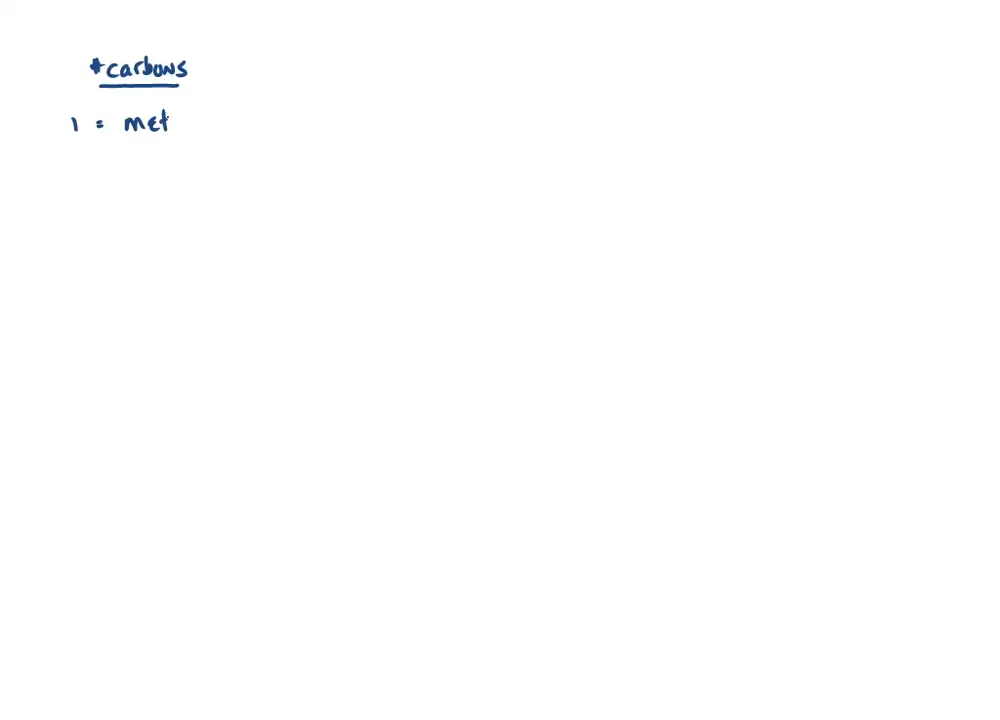 #carbons
1 = met